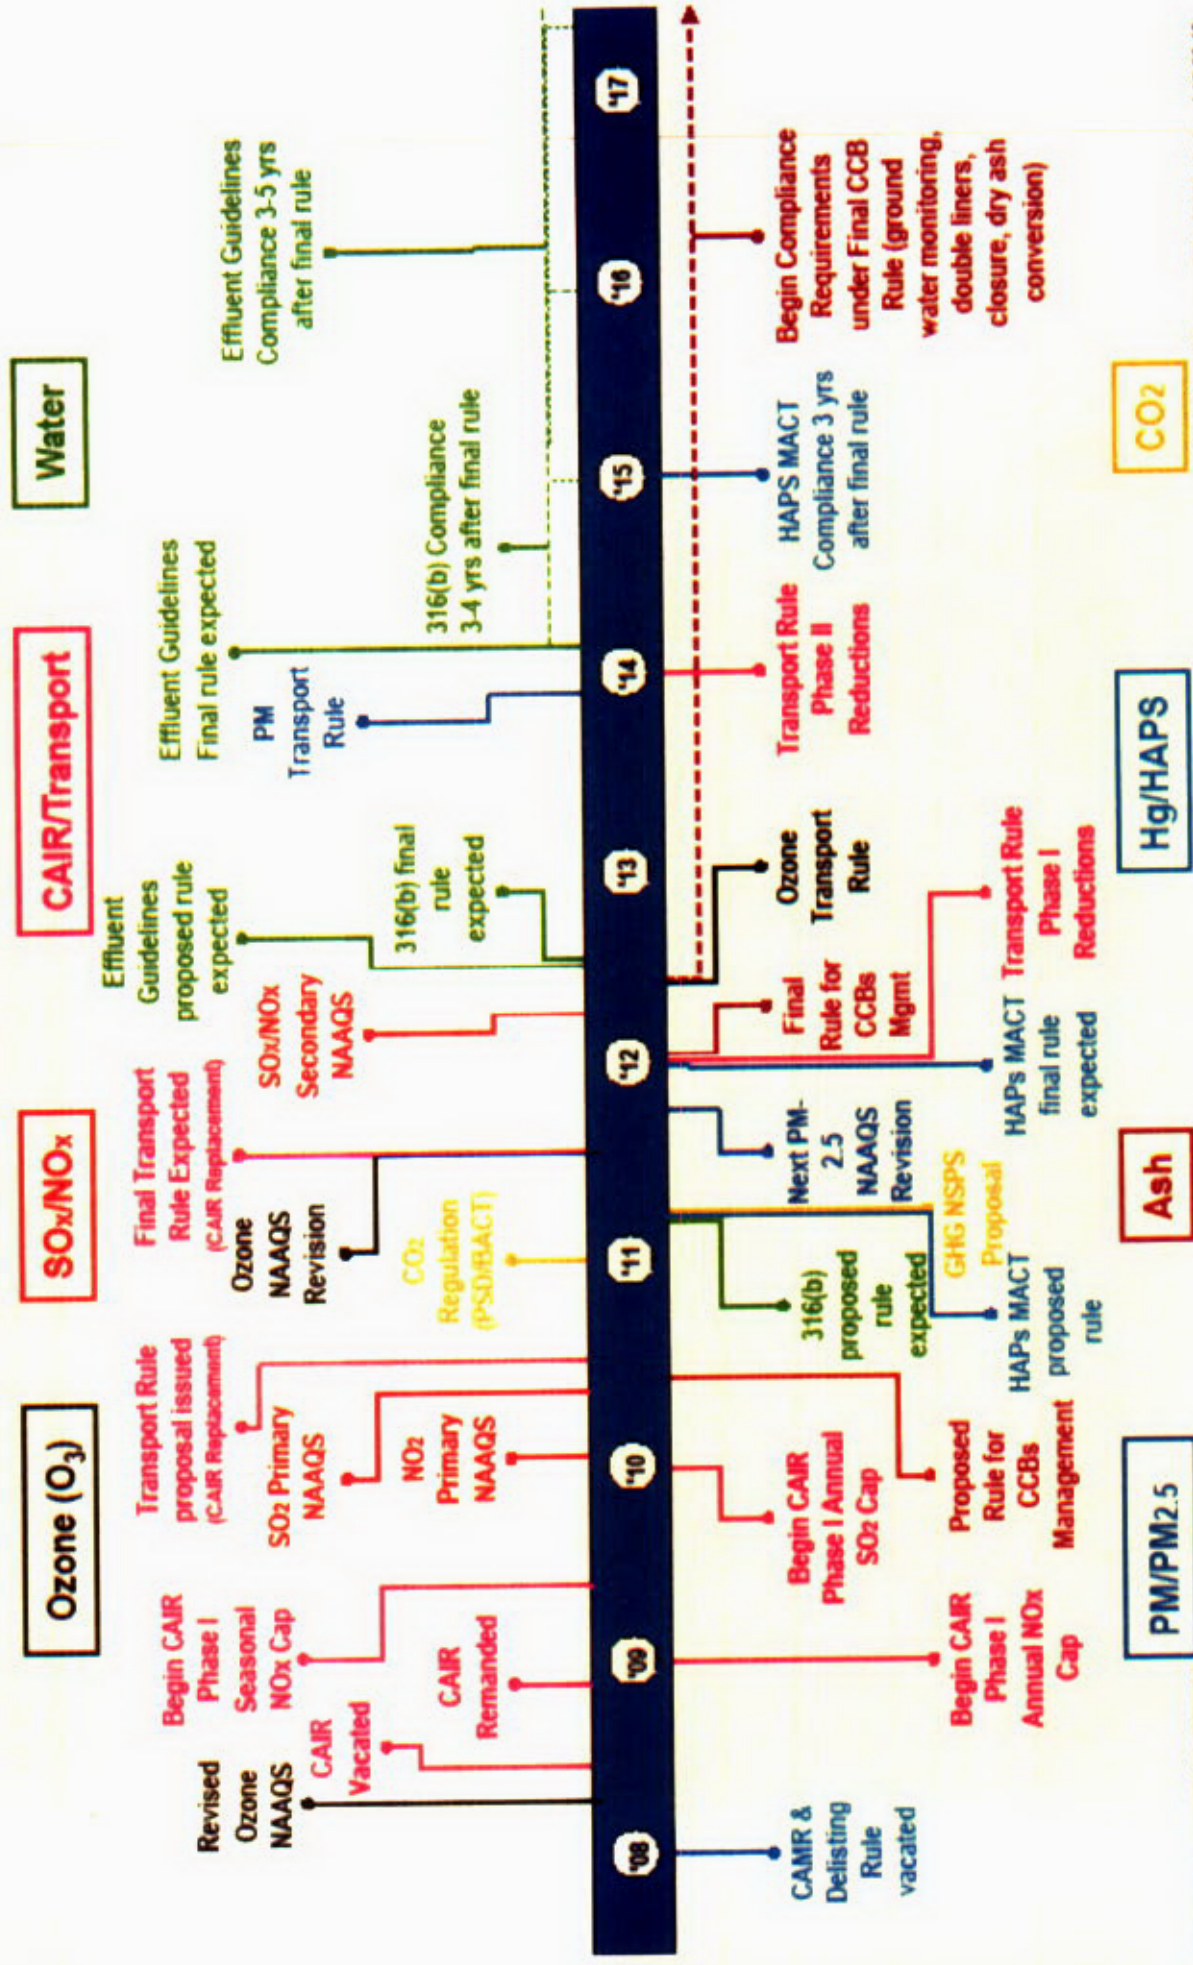 Ozone (O3)
SOx/NOx
CAIR/Transport
Water
Revised
Ozone
NAAQS
CAIR
Vacated
Begin CAIR
Phase I
Seasonal
NOx Cap
CAIR
Remanded
Transport Rule
proposal issued
(CAIR Replacement)
SO2 Primary
NAAQS
NO2
Primary
NAAQS
Final Transport
Rule Expected
(CAIR Replacement)
Ozone
NAAQS
Revision
CO2
Regulation
(PSD/BACT)
SOx/NOx
Secondary
NAAQS
Effluent
Guidelines
proposed rule
expected
316(b) final
rule
expected
PM
Transport
Rule
Effluent Guidelines
Final rule expected
316(b) Compliance
3-4 yrs after final rule
Effluent Guidelines
Compliance 3-5 yrs
after final rule
'08
'09
'10
'11
'12
'13
'14
'15
'16
'17
CAMR &
Delisting
Rule
vacated
Begin CAIR
Phase I
Annual NOx
Cap
Begin CAIR
Phase I Annual
SO2 Cap
Proposed
Rule for
CCBs
Management
316(b)
proposed
rule
expected
HAPs MACT
proposed
rule
GHG NSPS
Proposal
Next PM-
2.5
NAAQS
Revision
HAPs MACT
final rule
expected
Final
Rule for
CCBs
Mgmt
Transport Rule
Phase I
Reductions
Ozone
Transport
Rule
Transport Rule
Phase II
Reductions
HAPS MACT
Compliance 3 yrs
after final rule
Begin Compliance
Requirements
under Final CCB
Rule (ground
water monitoring,
double liners,
closure, dry ash
conversion)
PM/PM2.5
Ash
Hg/HAPS
CO2